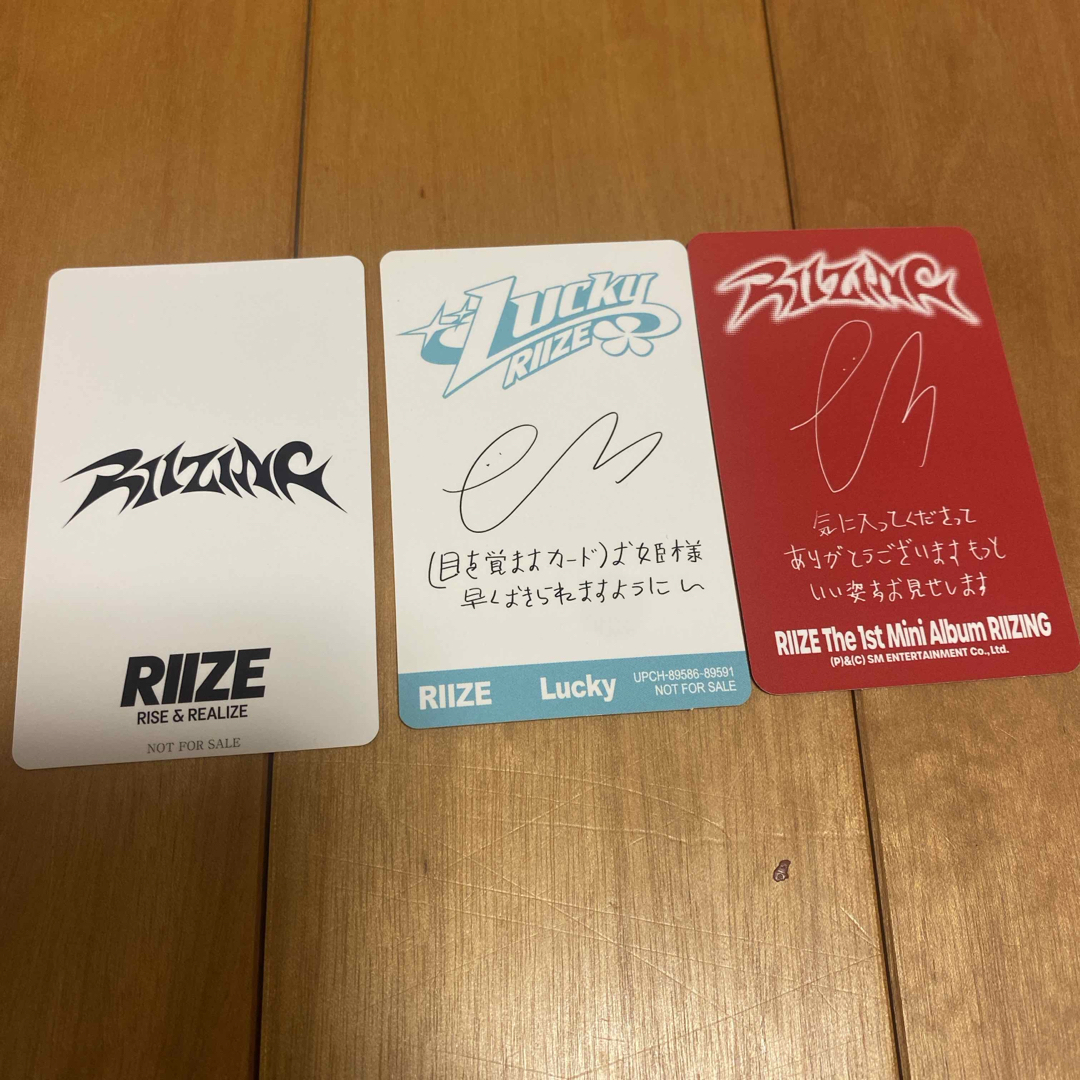 RIIZING
RIIZE
RISE & REALIZE
NOT FOR SALE
Lucky
RIIZE
(目を覚ますカード)お姫様
早くおきられますように
RIIZE Lucky UPCH-89586-89591
NOT FOR SALE
RIIZING
気に入ってくださって
ありがとうございますもっと
いい姿をお見せします
RIIZE The 1st Mini Album RIIZING
(P)&(C) SM ENTERTAINMENT Co., Ltd.